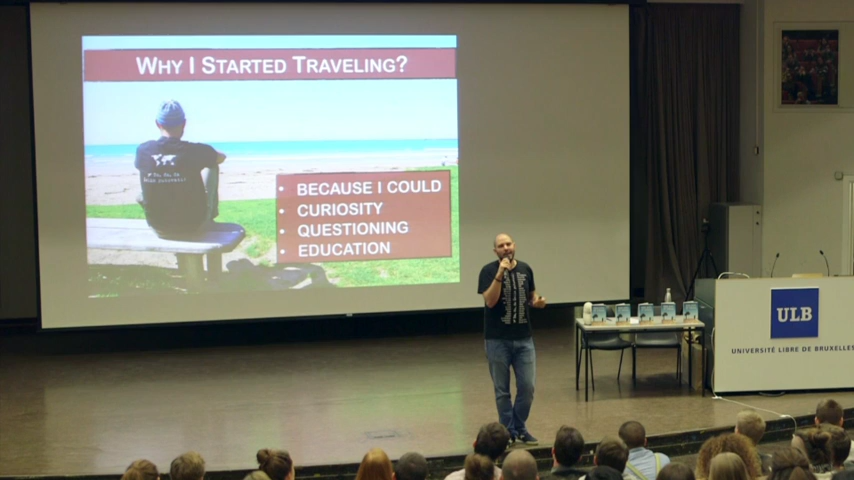 WHY I STARTED TRAVELING?
• BECAUSE I COULD
• CURIOSITY
• QUESTIONING
• EDUCATION
ULB
UNIVERSITÉ LIBRE DE BRUXELLES